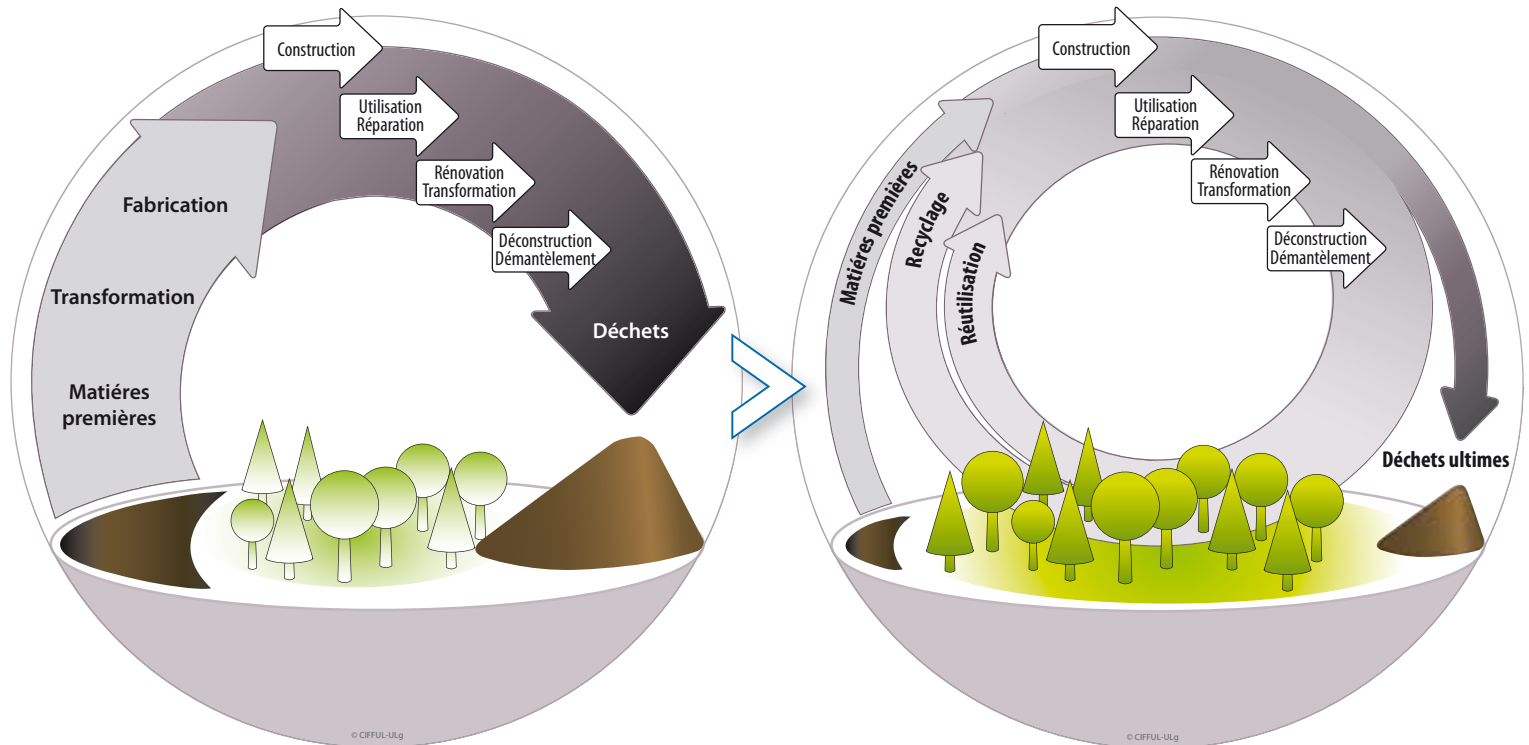 Construction
Utilisation
Réparation
Rénovation
Transformation
Déconstruction
Démantèlement
Fabrication
Transformation
Matiéres
premières
Déchets
© CIFFUL-ULg
Construction
Utilisation
Réparation
Rénovation
Transformation
Déconstruction
Démantèlement
Matiéres premières
Recyclage
Réutilisation
Déchets ultimes
© CIFFUL-ULg